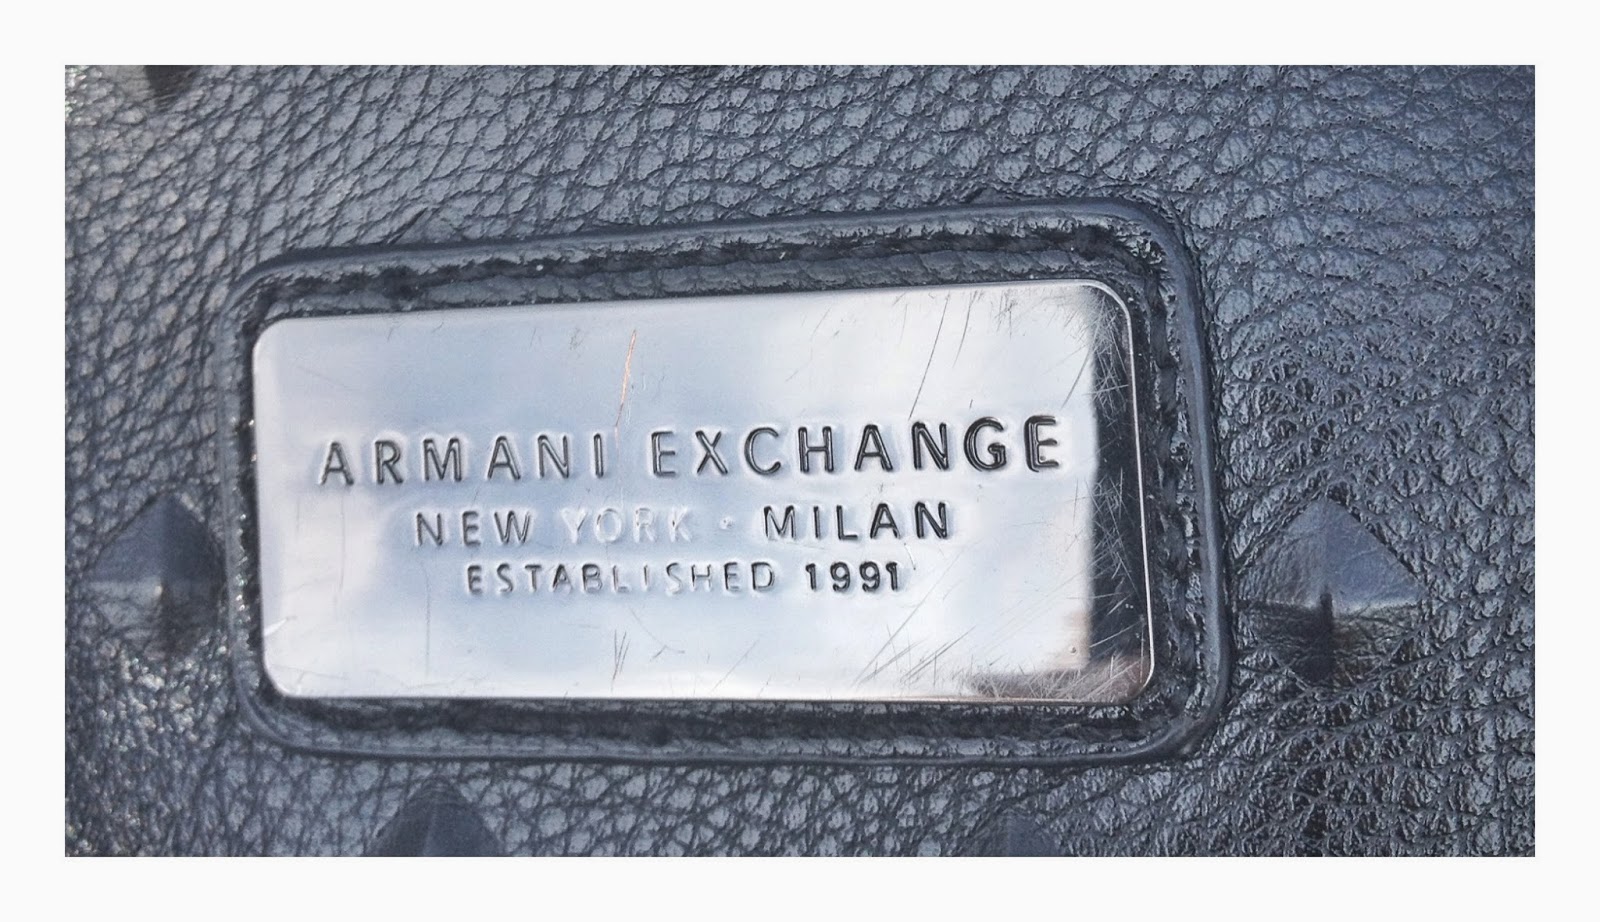 ARMANI EXCHANGE
NEW YORK · MILAN
ESTABLISHED 1991